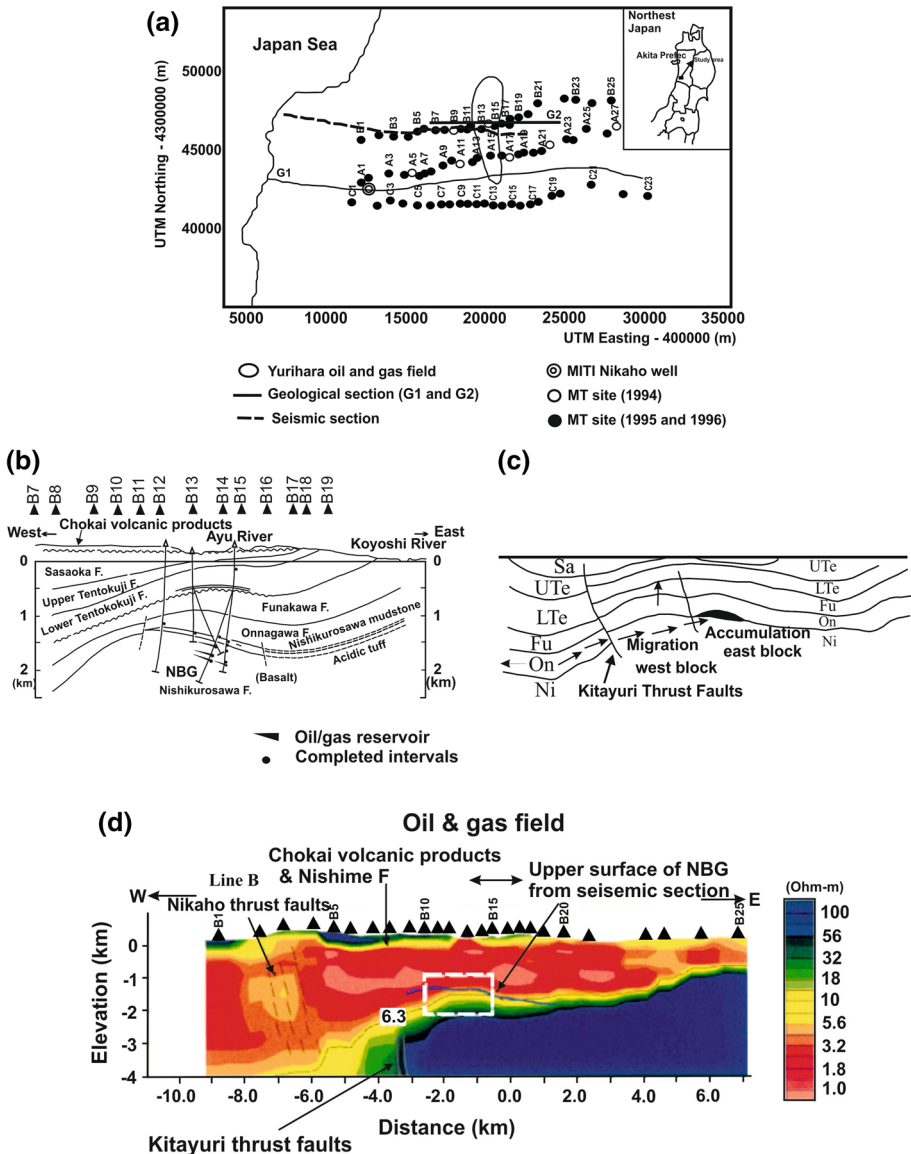 (a)
Japan Sea
Northest
Japan
Akita Prefec
Study area
UTM Northing - 4300000 (m)
50000
45000
40000
B1
B3
B5
B7
B9
B11
B13
B15
B17
B19
B21
B23
B25
G2
A1
A3
A5
A7
A9
A11
A13
A15
A17
A19
A21
A23
A25
A27
G1
C1
C3
C5
C7
C9
C11
C13
C15
C17
C19
C21
C23
5000 10000 15000 20000 25000 30000 35000
UTM Easting - 400000 (m)
Yurihara oil and gas field
Geological section (G1 and G2)
Seismic section
MITI Nikaho well
MT site (1994)
MT site (1995 and 1996)
(b)
B7 B8 B9 B10 B11 B12 B13 B14 B15 B16 B17 B18 B19
Chokai volcanic products
West
Ayu River
East
Koyoshi River
0
1
2
(km)
Sasaoka F.
Upper Tentokuji F.
Lower Tentokokuji F.
Funakawa F.
Onnagawa F.
Nishikurosawa mudstone
Acidic tuff
NBG
(Basalt)
Nishikurosawa F.
0
1
2
(km)
Oil/gas reservoir
Completed intervals
(c)
Sa
UTe
LTe
Fu
On
Ni
UTe
LTe
Fu
On
Ni
Migration
west block
Accumulation
east block
Kitayuri Thrust Faults
(d)
Oil & gas field
Chokai volcanic products
& Nishime F
Upper surface of NBG
from seisemic section
W
Line B
Nikaho thrust faults
E
B1
B5
B10
B15
B20
B25
Elevation (km)
0
-1
-2
-3
-4
6.3
-10.0 -8.0 -6.0 -4.0 -2.0 0.0 2.0 4.0 6.0
Distance (km)
Kitayuri thrust faults
(Ohm-m)
100
56
32
18
10
5.6
3.2
1.8
1.0